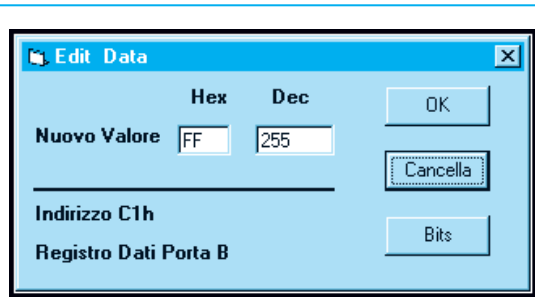 Edit Data
Hex Dec OK
Nuovo Valore FF 255
Cancella
Indirizzo C1h
Bits
Registro Dati Porta B